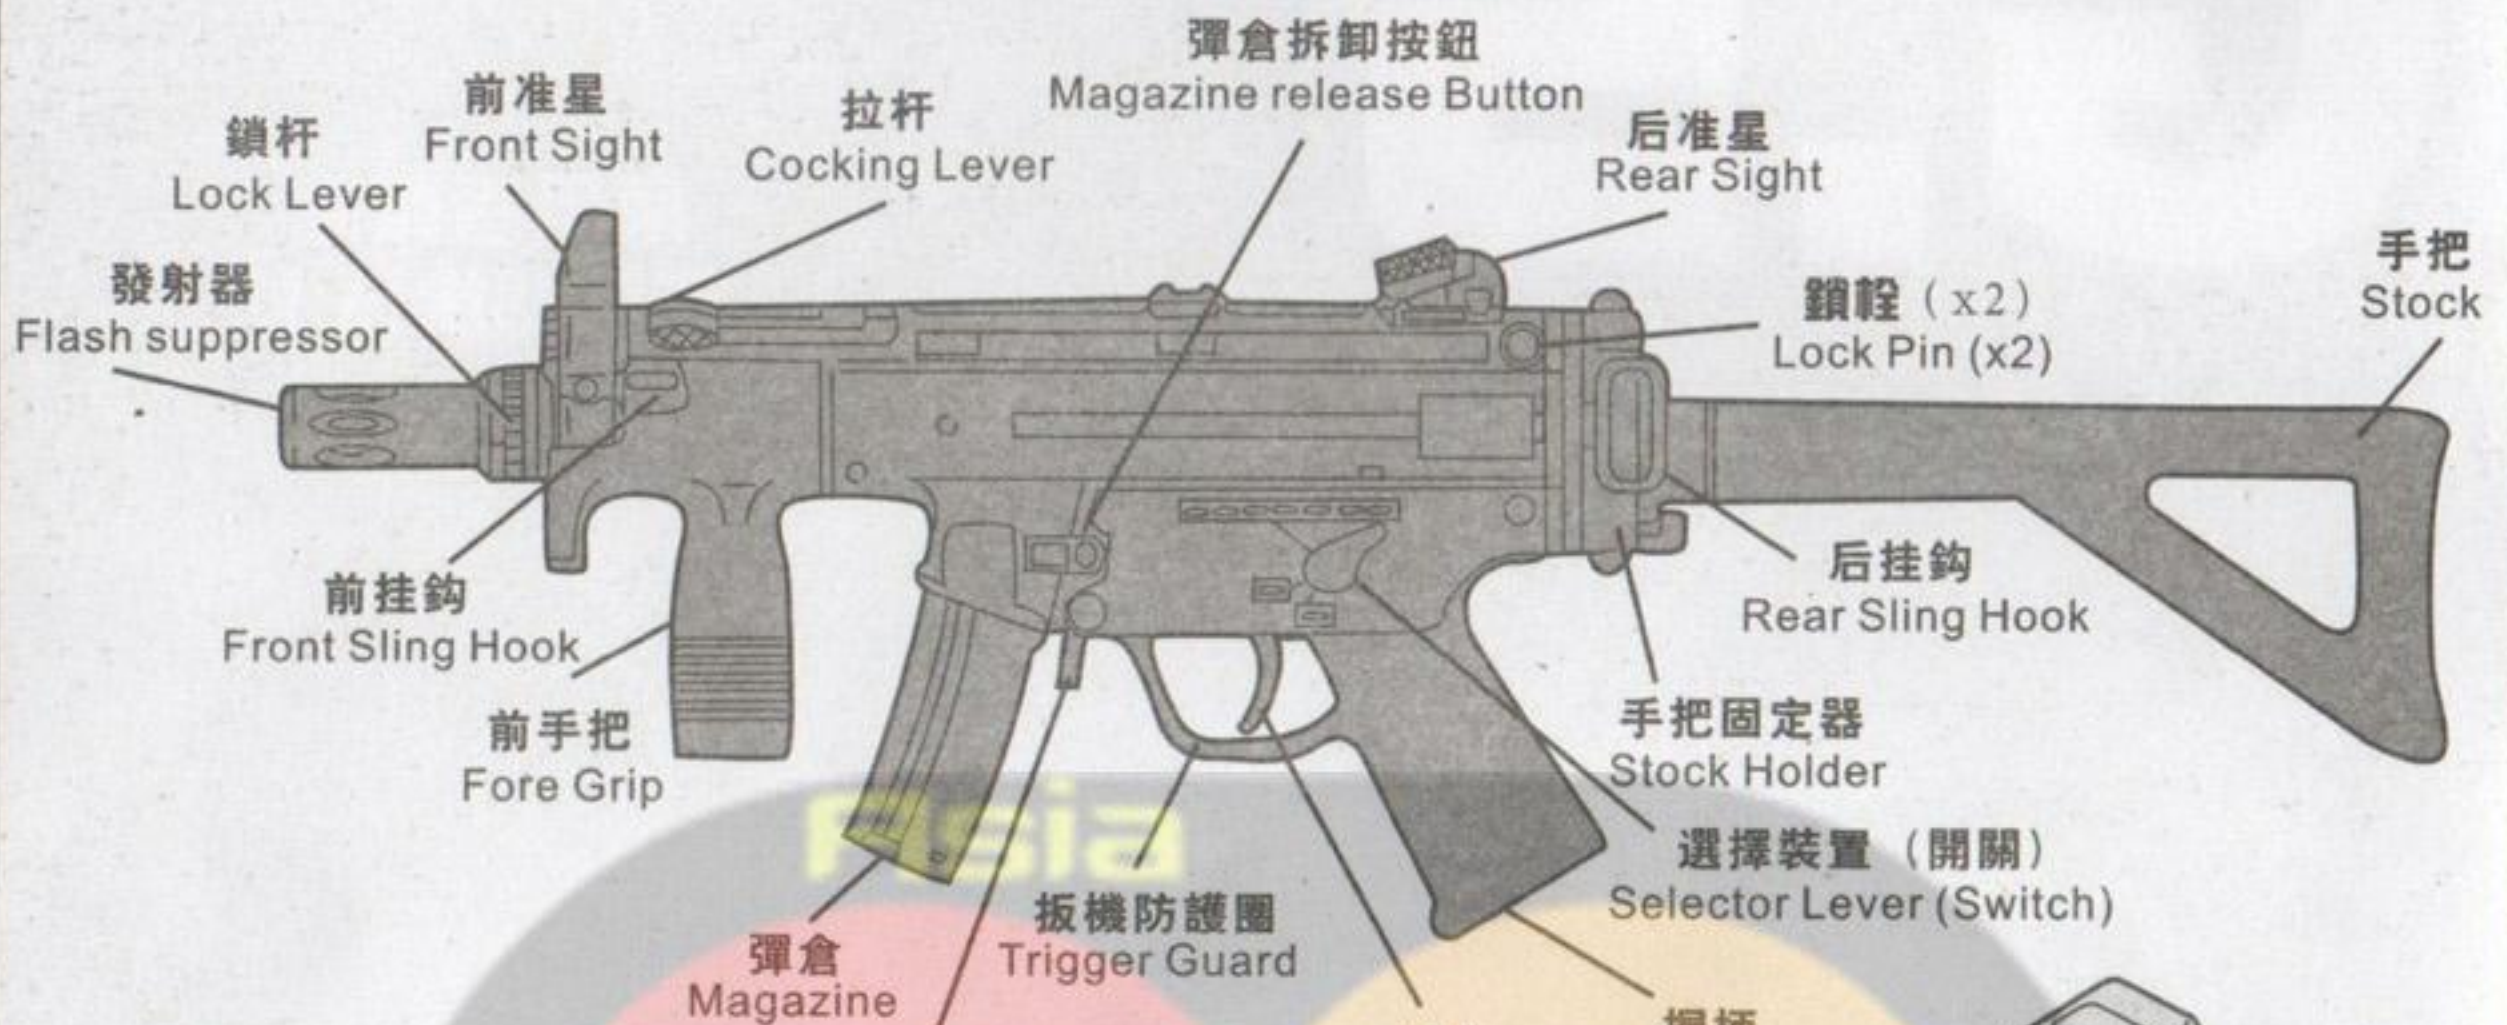 彈倉拆卸按鈕
Magazine release Button
前准星
Front Sight
拉杆
Cocking Lever
鎖杆
Lock Lever
后准星
Rear Sight
發射器
Flash suppressor
鎖栓（x2）
Lock Pin (x2)
手把
Stock
前挂鈎
Front Sling Hook
后挂鈎
Rear Sling Hook
前手把
Fore Grip
手把固定器
Stock Holder
選擇裝置（開關）
Selector Lever (Switch)
Asia
扳機防護圈
Trigger Guard
彈倉
Magazine